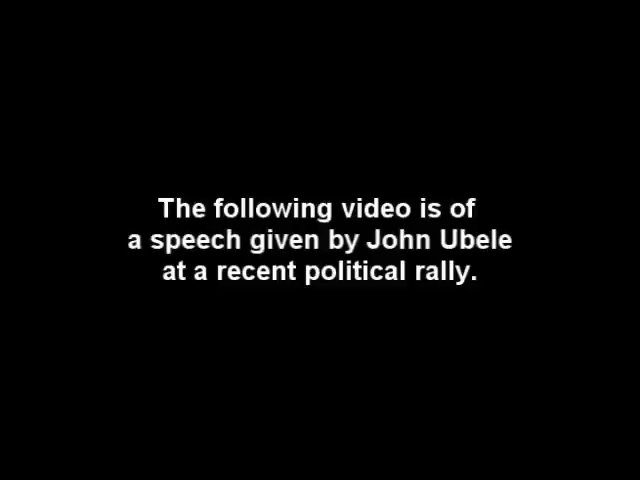 The following video is of
a speech given by John Ubele
at a recent political rally.